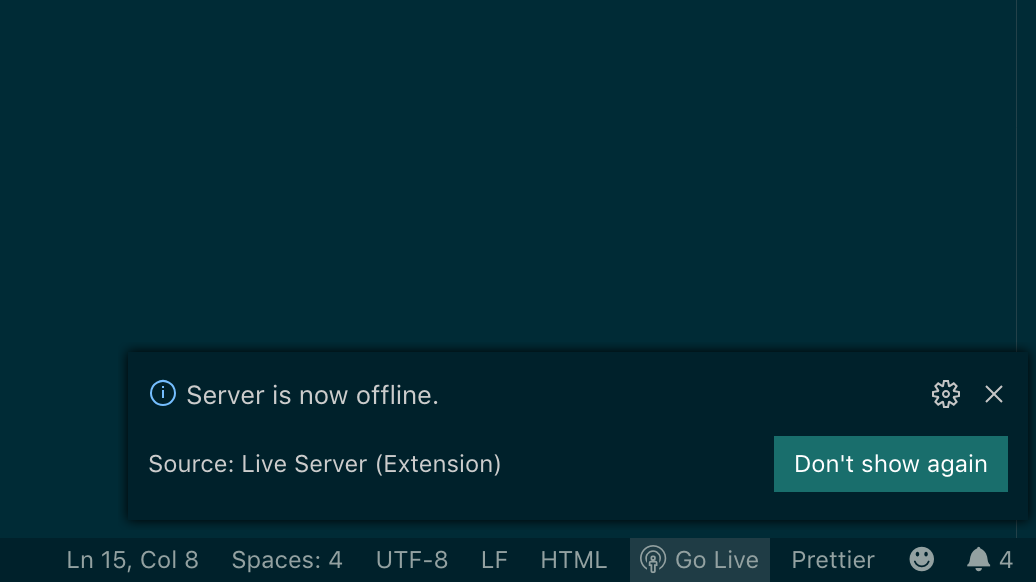 Server is now offline.
Source: Live Server (Extension) Don't show again
Ln 15, Col 8 Spaces: 4 UTF-8 LF HTML Go Live Prettier 4